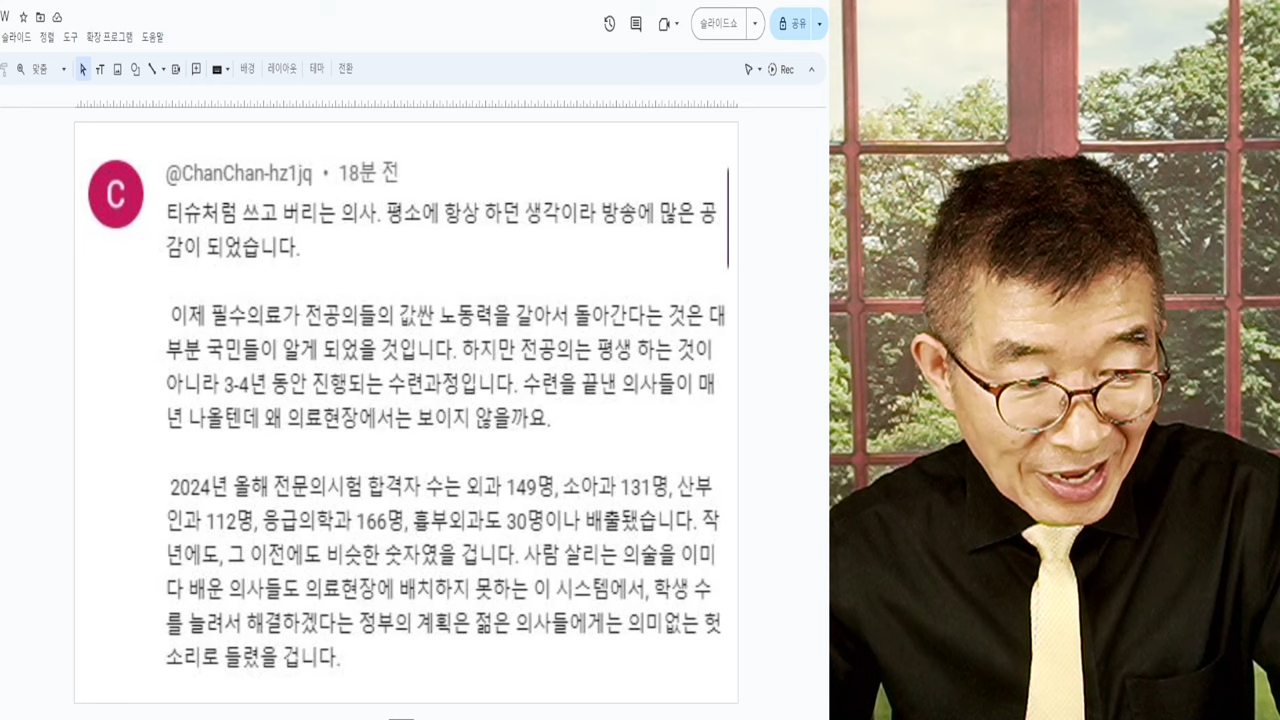 W
슬라이드 정렬 도구 확장 프로그램 도움말
슬라이드쇼
공유
맞춤
배경 레이아웃 테마 전환
Rec
C
@ChanChan-hz1jq • 18분 전
티슈처럼 쓰고 버리는 의사. 평소에 항상 하던 생각이라 방송에 많은 공
감이 되었습니다.
이제 필수의료가 전공의들의 값싼 노동력을 갈아서 돌아간다는 것은 대
부분 국민들이 알게 되었을 것입니다. 하지만 전공의는 평생 하는 것이
아니라 3-4년 동안 진행되는 수련과정입니다. 수련을 끝낸 의사들이 매
년 나올텐데 왜 의료현장에서는 보이지 않을까요.
2024년 올해 전문의시험 합격자 수는 외과 149명, 소아과 131명, 산부
인과 112명, 응급의학과 166명, 흉부외과도 30명이나 배출됐습니다. 작
년에도, 그 이전에도 비슷한 숫자였을 겁니다. 사람 살리는 의술을 이미
다 배운 의사들도 의료현장에 배치하지 못하는 이 시스템에서, 학생 수
를 늘려서 해결하겠다는 정부의 계획은 젊은 의사들에게는 의미없는 헛
소리로 들렸을 겁니다.